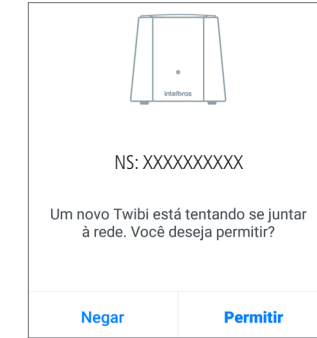 intelbras
NS: XXXXXXXXXX
Um novo Twibi está tentando se juntar
à rede. Você deseja permitir?
Negar
Permitir